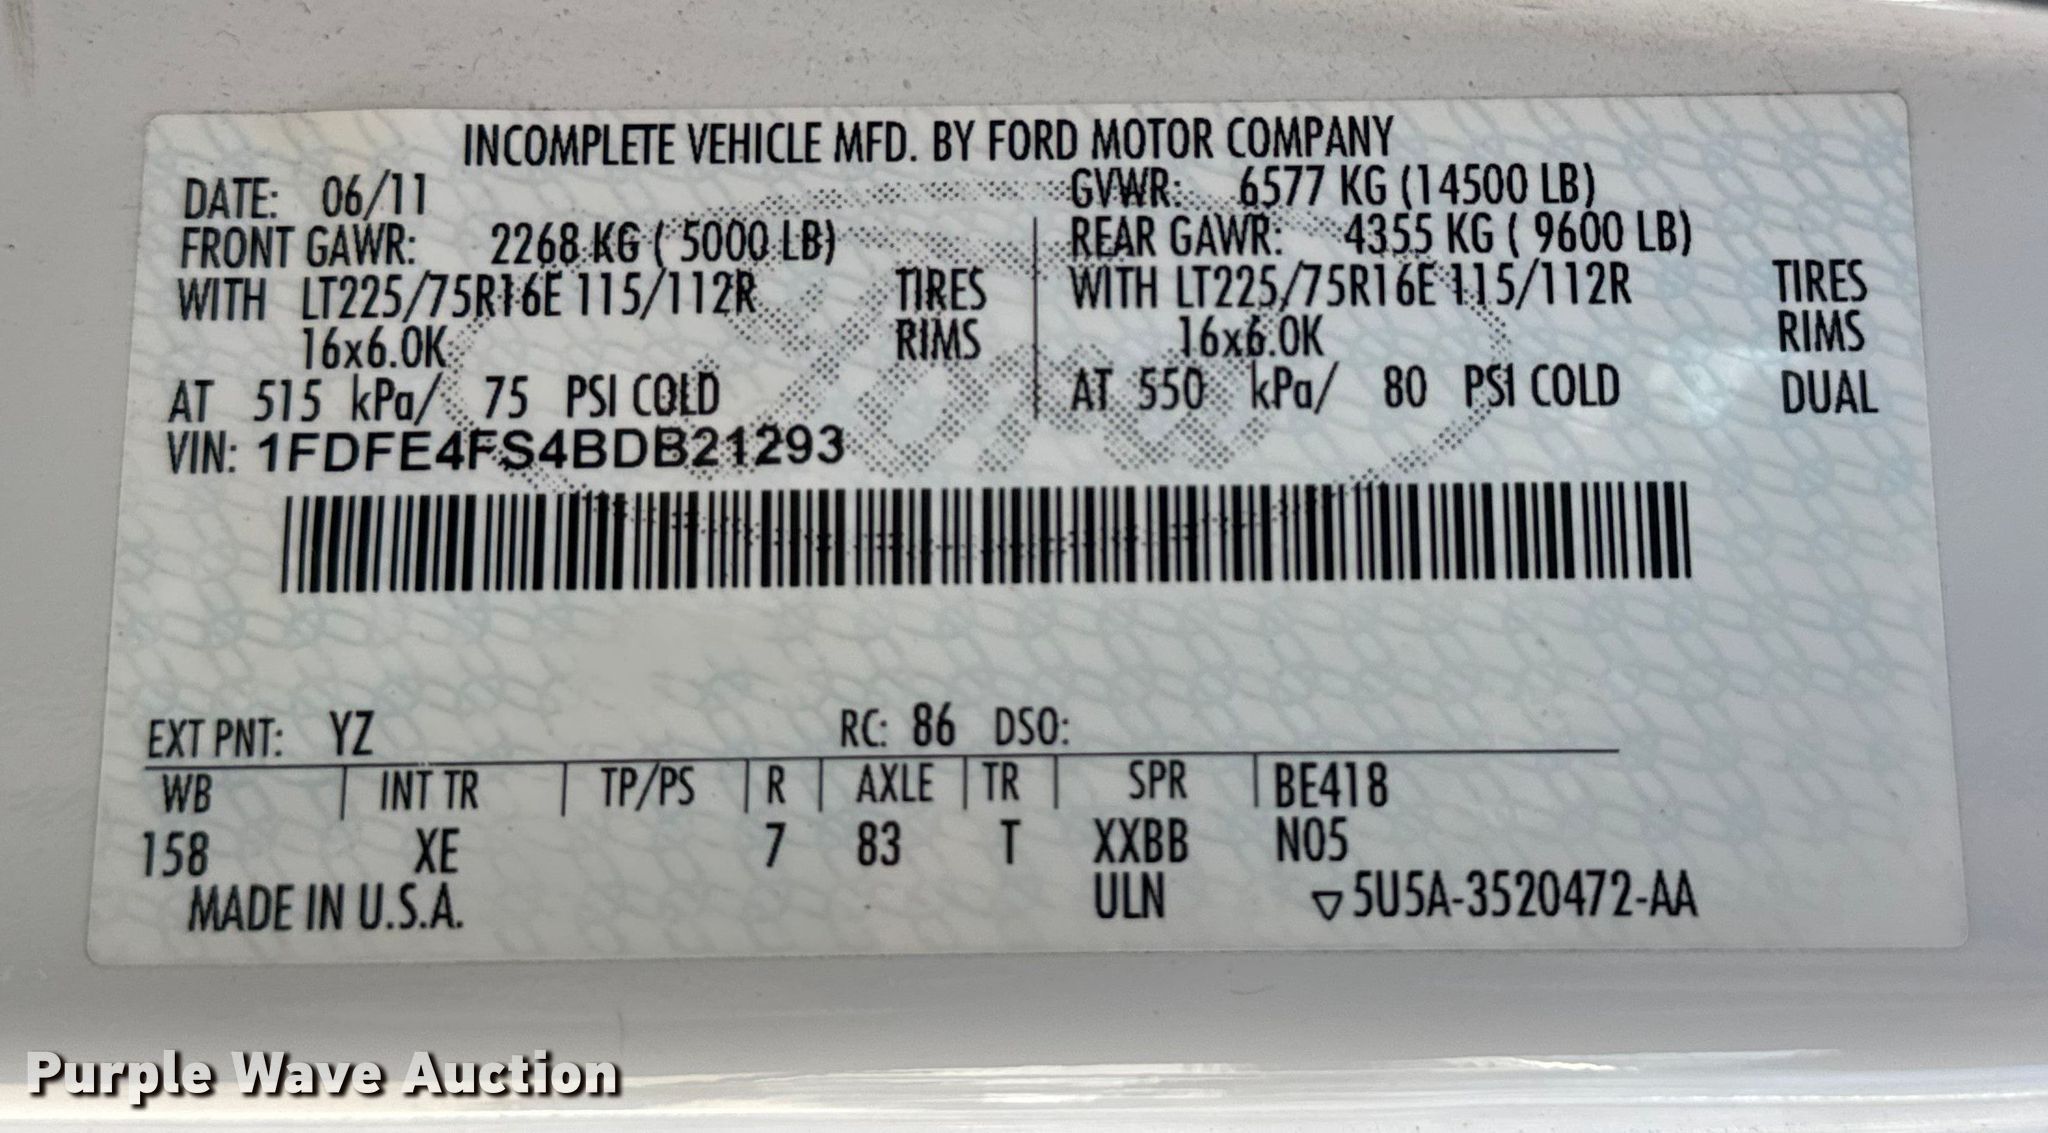 INCOMPLETE VEHICLE MFD. BY FORD MOTOR COMPANY
DATE: 06/11 GVWR: 6577 KG (14500 LB)
FRONT GAWR: 2268 KG ( 5000 LB) REAR GAWR: 4355 KG ( 9600 LB)
WITH LT225/75R16E 115/112R TIRES WITH LT225/75R16E 115/112R TIRES
16x6.0K RIMS 16x6.0K RIMS
AT 515 kPa/ 75 PSI COLD AT 550 kPa/ 80 PSI COLD DUAL
VIN: 1FDFE4FS4BDB21293
EXT PNT: YZ RC: 86 DSO:
WB INT TR TP/PS R AXLE TR SPR BE418
158 XE 7 83 T XXBB N05
MADE IN U.S.A. ULN ▽5U5A-3520472-AA
Purple Wave Auction